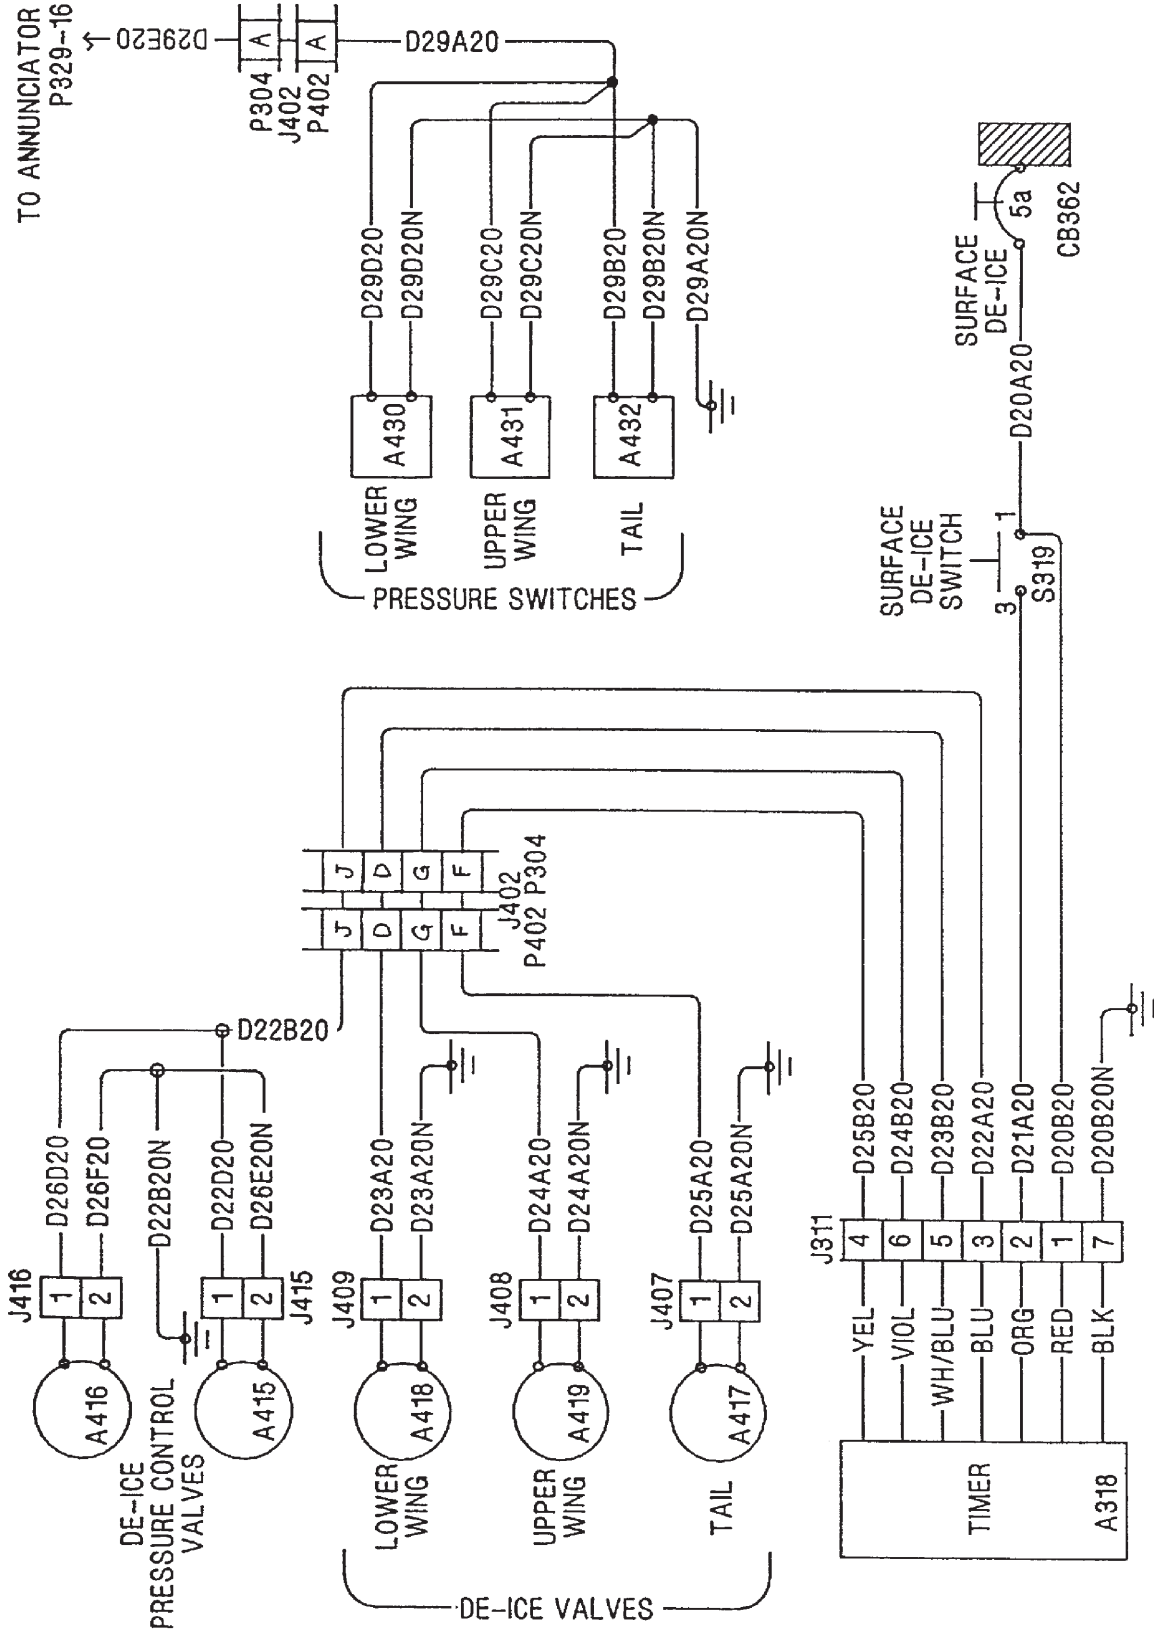 TO ANNUNCIATOR
P329-16
D29E20
A
A
P304
J402
P402
D29A20
D29D20
D29D20N
D29C20
D29C20N
D29B20
D29B20N
D29A20N
A430
A431
A432
LOWER
WING
UPPER
WING
TAIL
PRESSURE SWITCHES
5a
CB362
SURFACE
DE-ICE
D20A20
SURFACE
DE-ICE
SWITCH
1
3
S319
J
D
G
F
J
D
G
F
J402
P402 P304
D22B20
D26D20
D26F20
D22B20N
D22D20
D26E20N
D23A20
D23A20N
D24A20
D24A20N
D25A20
D25A20N
D25B20
D24B20
D23B20
D22A20
D21A20
D20B20
D20B20N
J416
1
2
1
2
J415
J409
1
2
J408
1
2
J407
1
2
J311
4
6
5
3
2
1
7
YEL
VIOL
WH/BLU
BLU
ORG
RED
BLK
A416
A415
A418
A419
A417
DE-ICE
PRESSURE CONTROL
VALVES
LOWER
WING
UPPER
WING
TAIL
DE-ICE VALVES
TIMER
A318